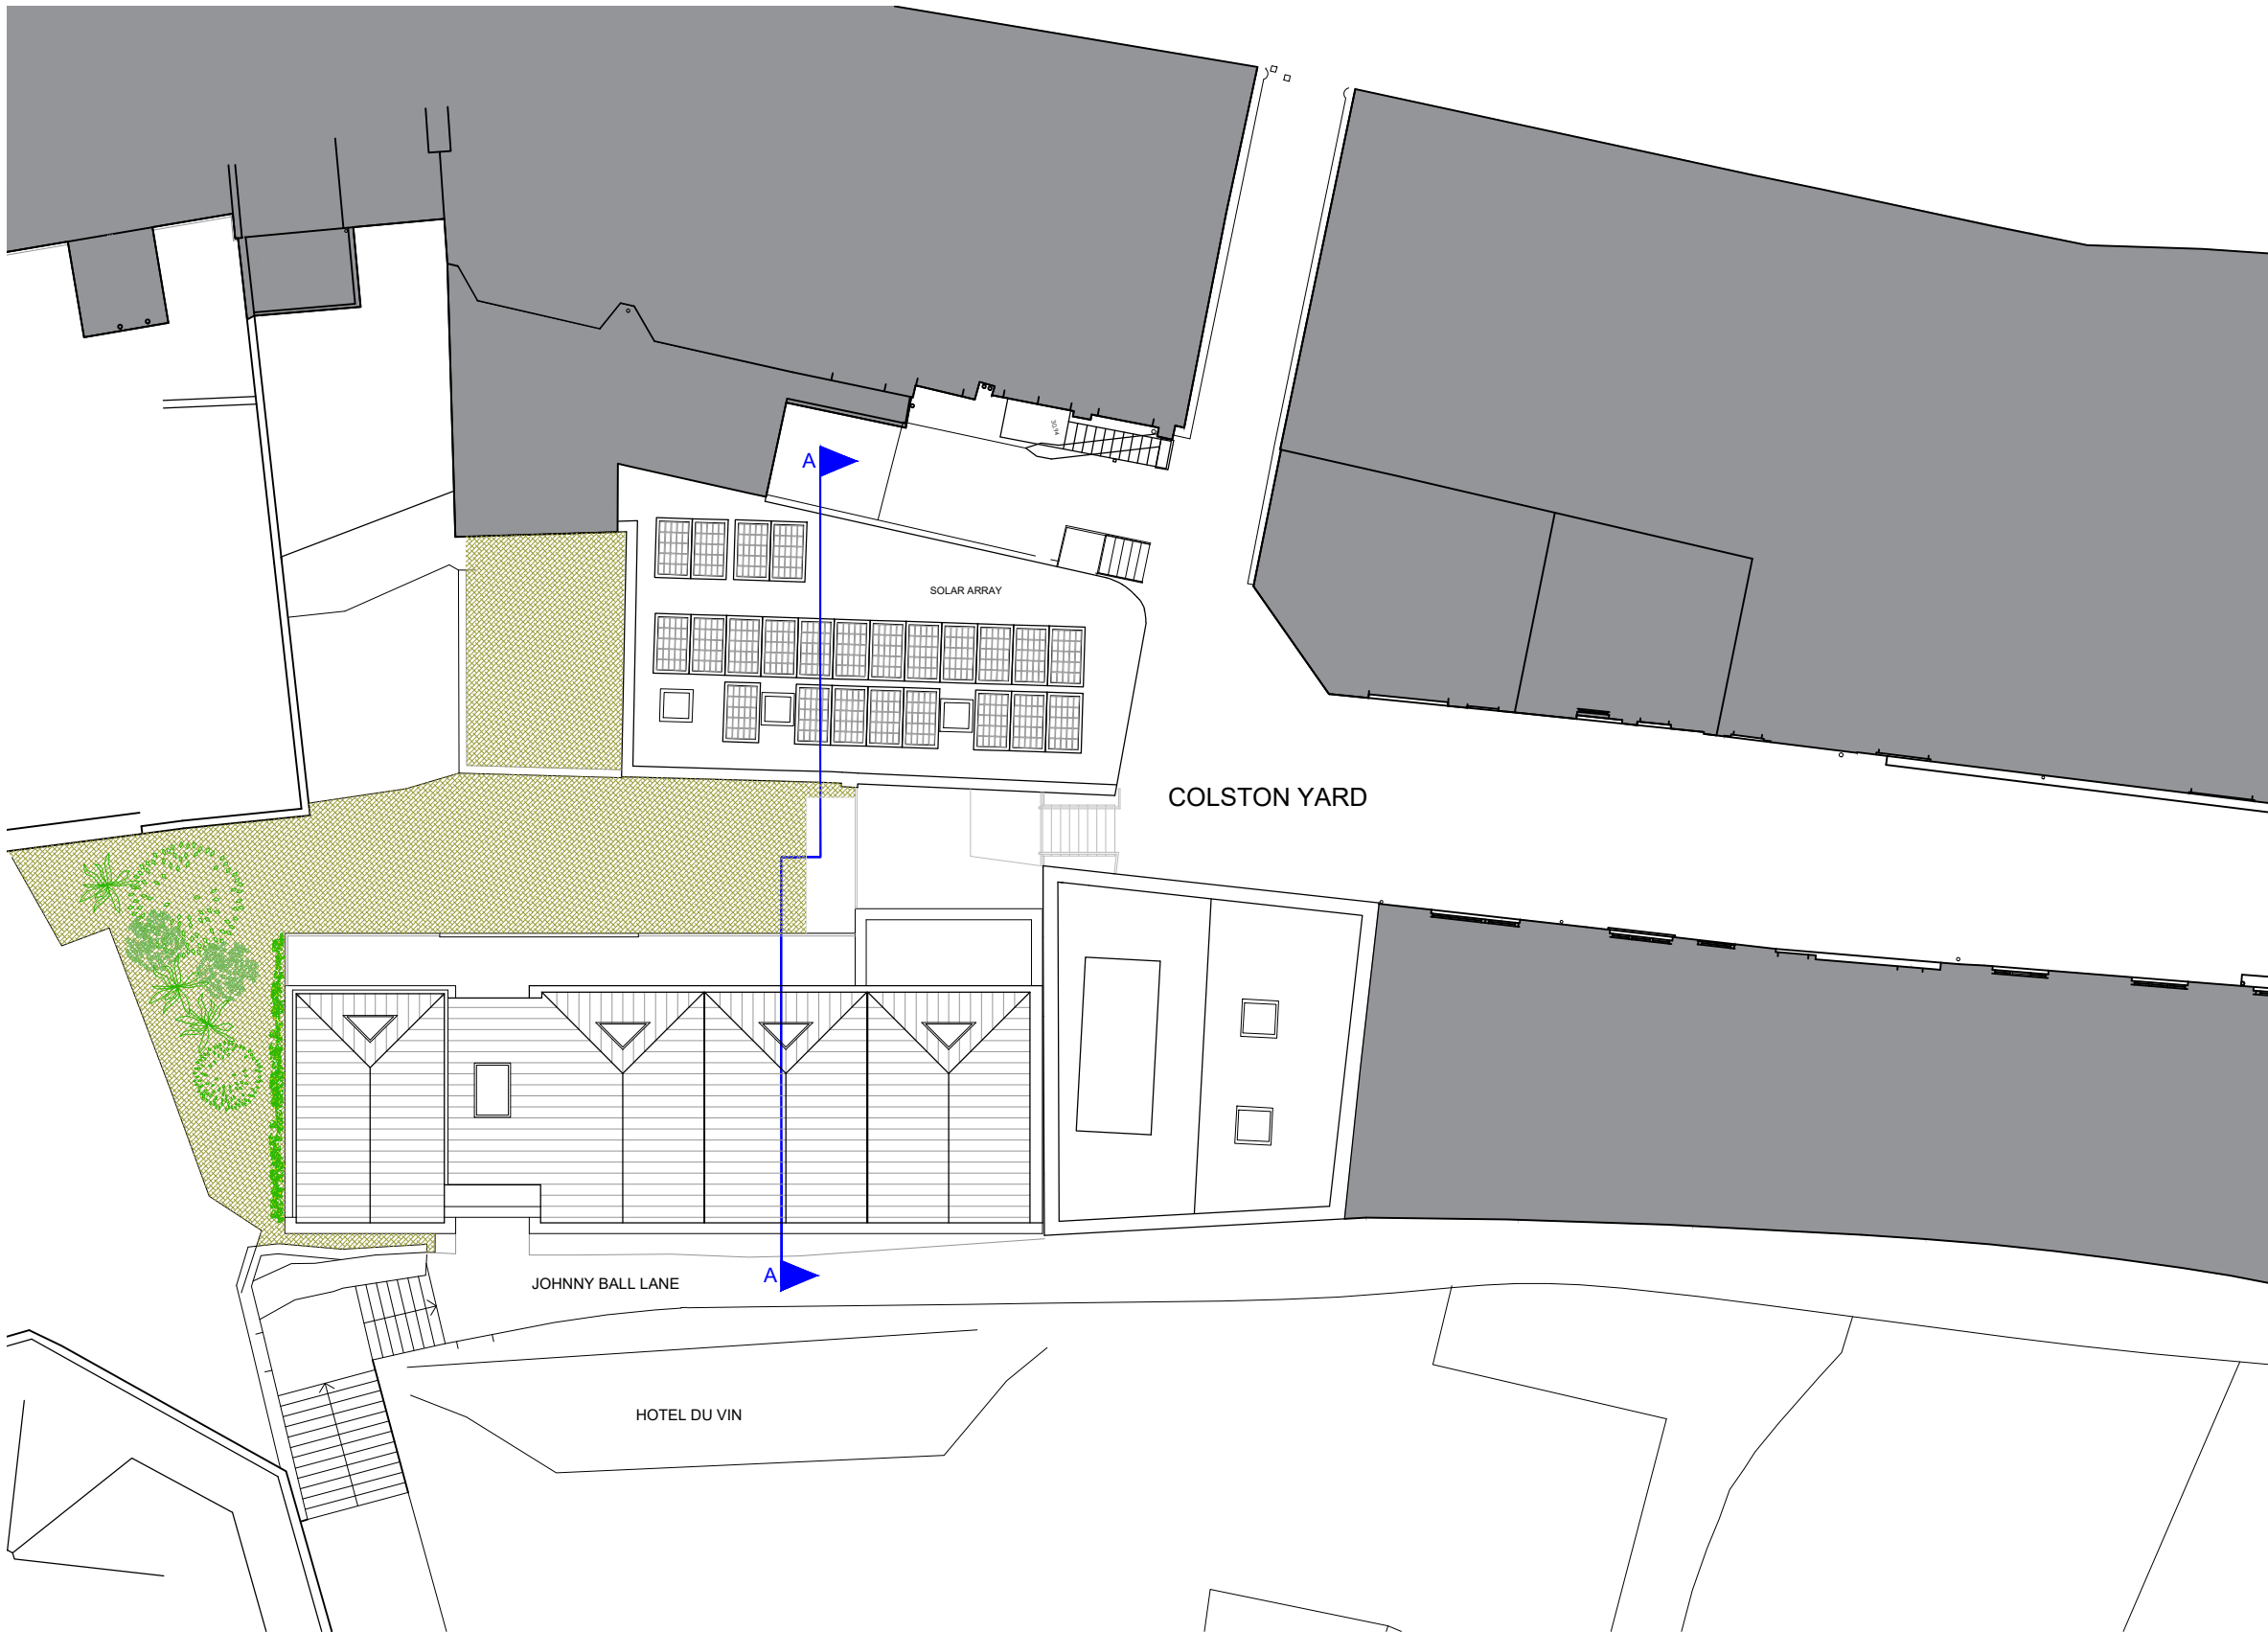 A
SOLAR ARRAY
COLSTON YARD
JOHNNY BALL LANE
A
HOTEL DU VIN